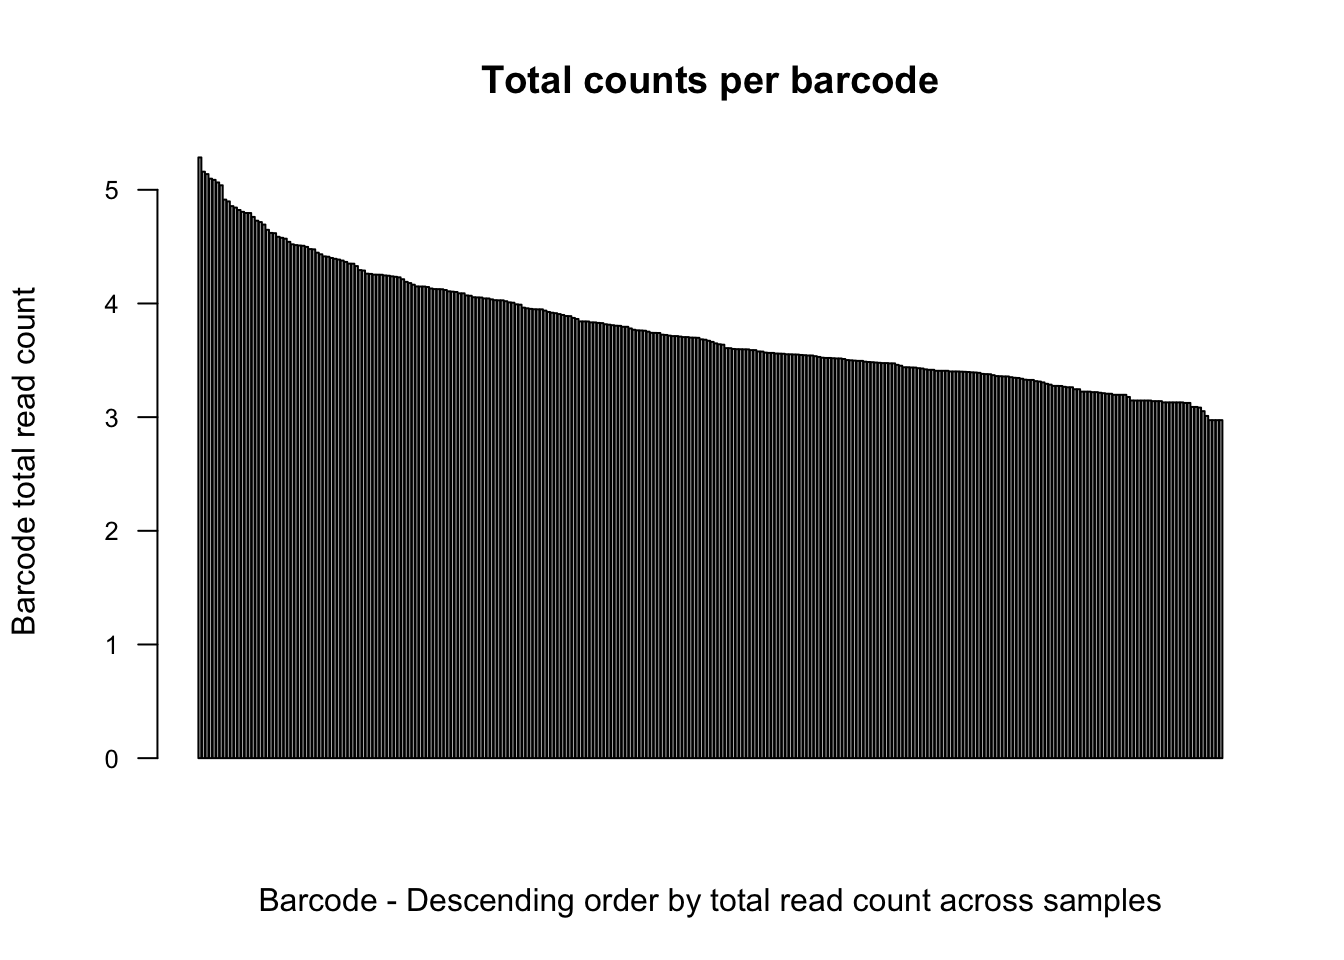 Total counts per barcode
5
4
3
2
1
0
Barcode total read count
Barcode - Descending order by total read count across samples